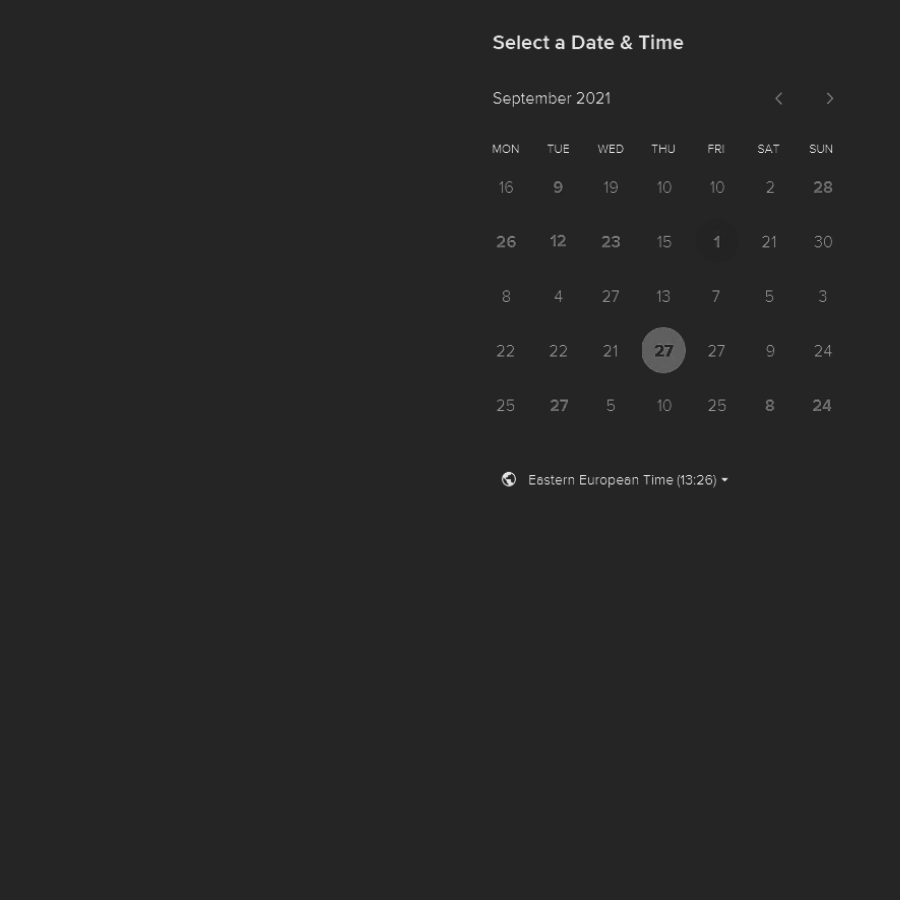 Select a Date & Time
September 2021
MON TUE WED THU FRI SAT SUN
16 9 19 10 10 2 28
26 12 23 15 1 21 30
8 4 27 13 7 5 3
22 22 21 27 27 9 24
25 27 5 10 25 8 24
Eastern European Time (13:26)